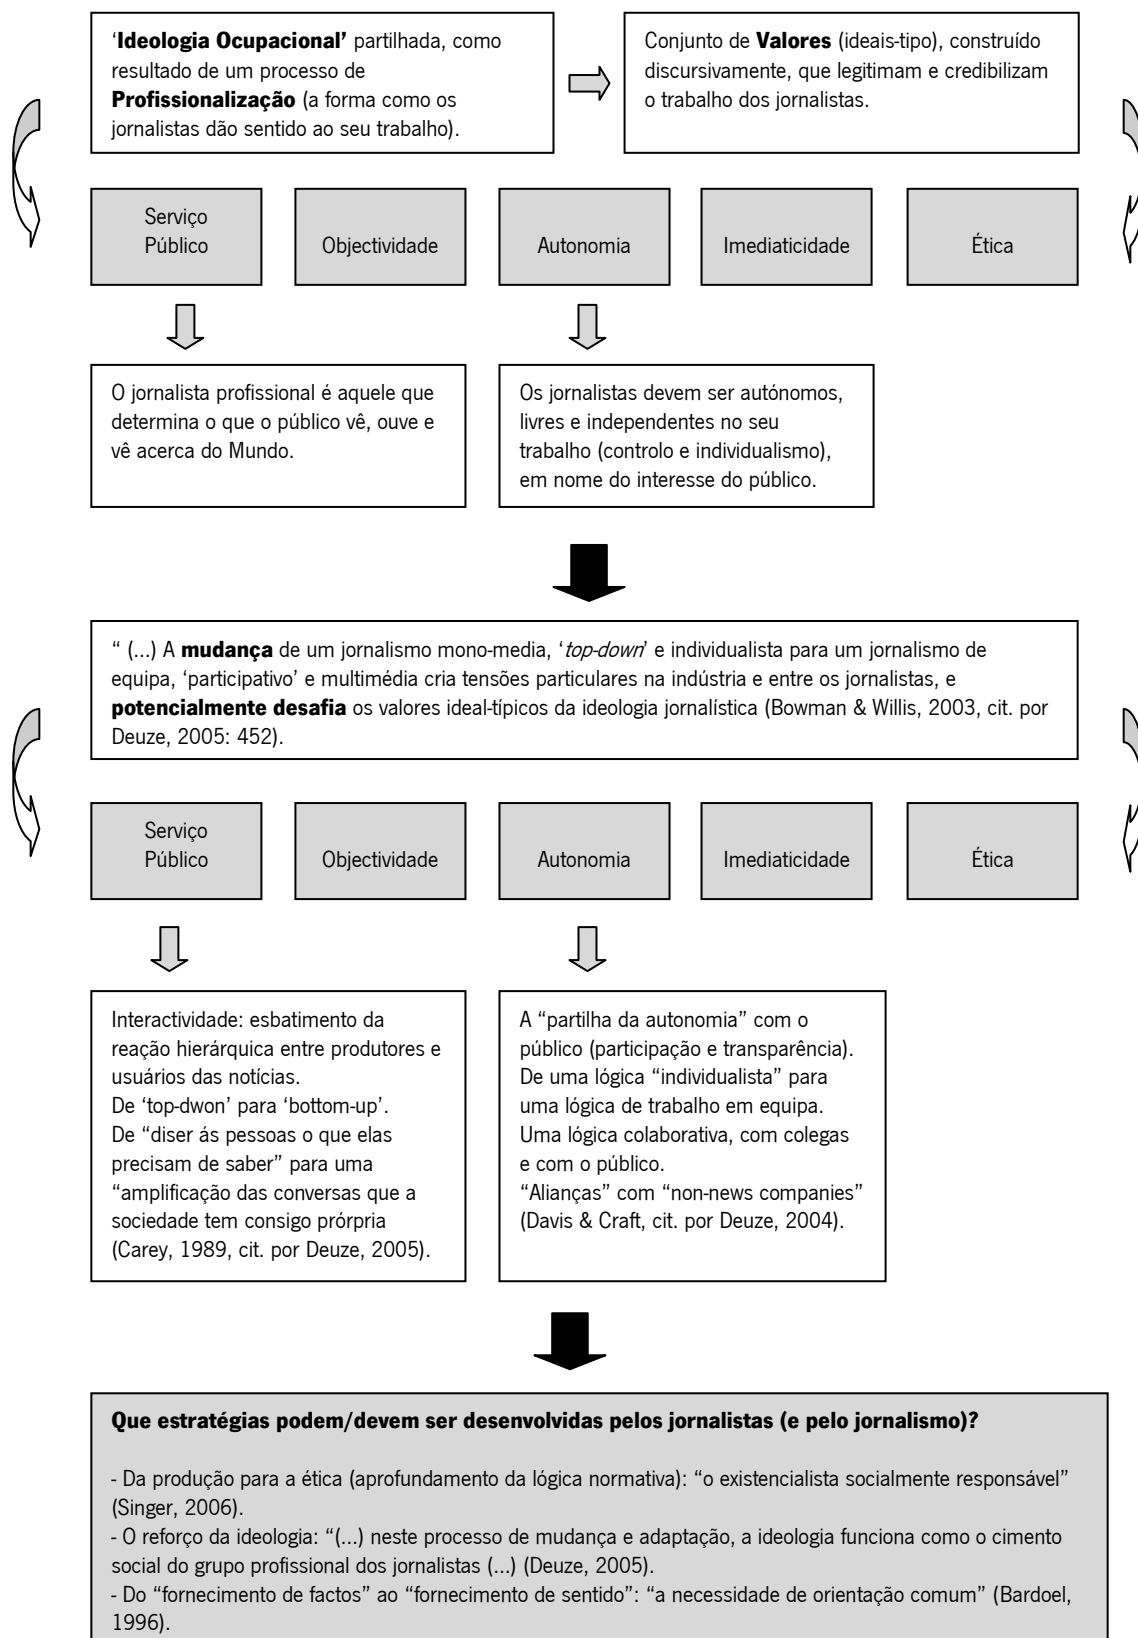 ‘Ideologia Ocupacional’ partilhada, como
resultado de um processo de
Profissionalização (a forma como os
jornalistas dão sentido ao seu trabalho).
Conjunto de Valores (ideais-tipo), construído
discursivamente, que legitimam e credibilizam
o trabalho dos jornalistas.
Serviço
Público
Objectividade
Autonomia
Imediaticidade
Ética
O jornalista profissional é aquele que
determina o que o público vê, ouve e
vê acerca do Mundo.
Os jornalistas devem ser autónomos,
livres e independentes no seu
trabalho (controlo e individualismo),
em nome do interesse do público.
“ (...) A mudança de um jornalismo mono-media, ‘top-down’ e individualista para um jornalismo de
equipa, ‘participativo’ e multimédia cria tensões particulares na indústria e entre os jornalistas, e
potencialmente desafia os valores ideal-típicos da ideologia jornalística (Bowman & Willis, 2003, cit. por
Deuze, 2005: 452).
Serviço
Público
Objectividade
Autonomia
Imediaticidade
Ética
Interactividade: esbatimento da
reação hierárquica entre produtores e
usuários das notícias.
De ‘top-dwon’ para ‘bottom-up’.
De “diser ás pessoas o que elas
precisam de saber” para uma
“amplificação das conversas que a
sociedade tem consigo prórpria
(Carey, 1989, cit. por Deuze, 2005).
A “partilha da autonomia” com o
público (participação e transparência).
De uma lógica “individualista” para
uma lógica de trabalho em equipa.
Uma lógica colaborativa, com colegas
e com o público.
“Alianças” com “non-news companies”
(Davis & Craft, cit. por Deuze, 2004).
Que estratégias podem/devem ser desenvolvidas pelos jornalistas (e pelo jornalismo)?
- Da produção para a ética (aprofundamento da lógica normativa): “o existencialista socialmente responsável”
(Singer, 2006).
- O reforço da ideologia: “(...) neste processo de mudança e adaptação, a ideologia funciona como o cimento
social do grupo profissional dos jornalistas (...) (Deuze, 2005).
- Do “fornecimento de factos” ao “fornecimento de sentido”: “a necessidade de orientação comum” (Bardoel,
1996).